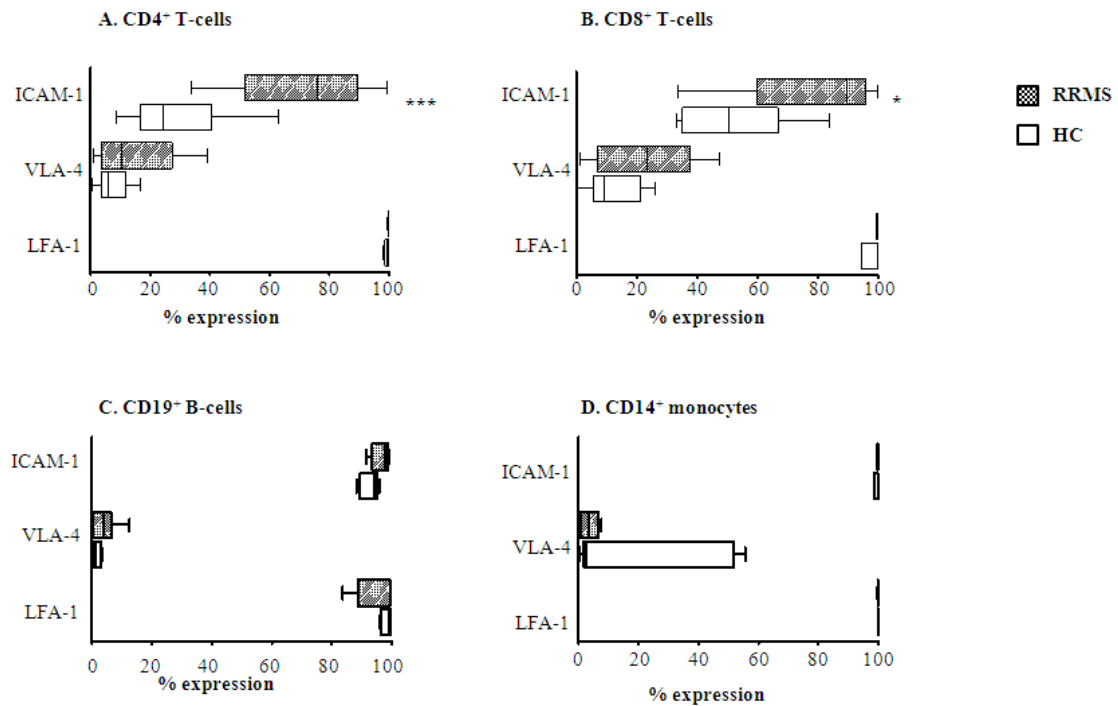 A. CD4+ T-cells
ICAM-1
***
VLA-4
LFA-1
0 20 40 60 80 100
% expression
B. CD8+ T-cells
ICAM-1
*
VLA-4
LFA-1
0 20 40 60 80 100
% expression
RRMS
HC
C. CD19+ B-cells
ICAM-1
VLA-4
LFA-1
0 20 40 60 80 100
% expression
D. CD14+ monocytes
ICAM-1
VLA-4
LFA-1
0 20 40 60 80 100
% expression